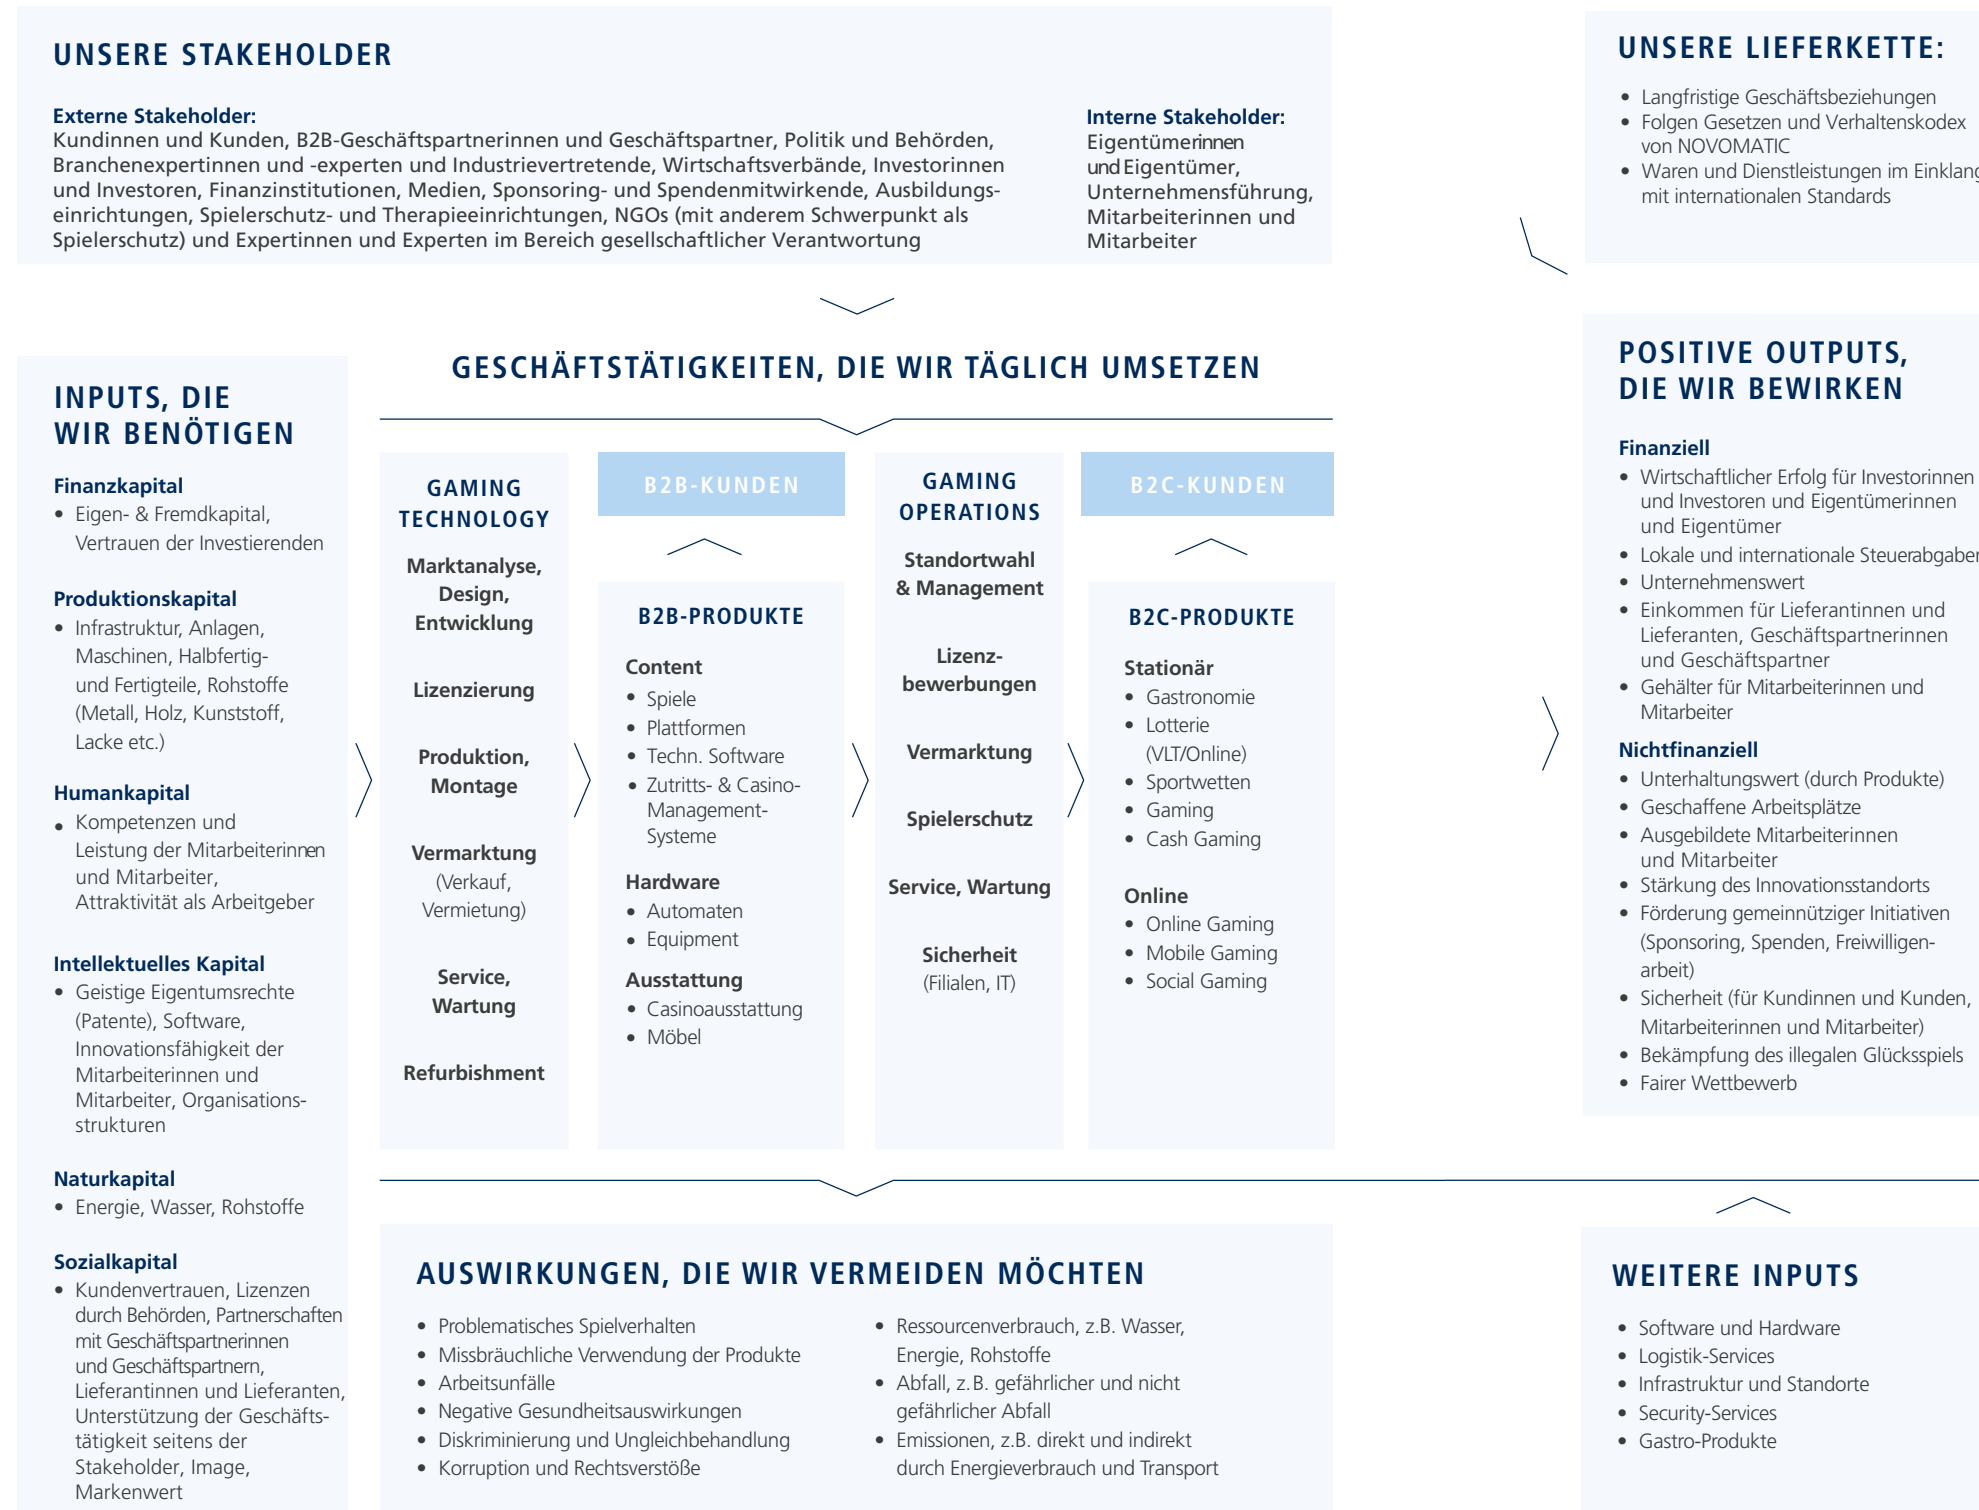 UNSERE STAKEHOLDER
Externe Stakeholder:
Kundinnen und Kunden, B2B-Geschäftspartnerinnen und Geschäftspartner, Politik und Behörden,
Branchenexpertinnen und -experten und Industrievertretende, Wirtschaftsverbände, Investorinnen
und Investoren, Finanzinstitutionen, Medien, Sponsoring- und Spendenmitwirkende, Ausbildungs-
einrichtungen, Spielerschutz- und Therapieeinrichtungen, NGOs (mit anderem Schwerpunkt als
Spielerschutz) und Expertinnen und Experten im Bereich gesellschaftlicher Verantwortung
Interne Stakeholder:
Eigentümerinnen
und Eigentümer,
Unternehmensführung,
Mitarbeiterinnen und
Mitarbeiter
UNSERE LIEFERKETTE:
• Langfristige Geschäftsbeziehungen
• Folgen Gesetzen und Verhaltenskodex
von NOVOMATIC
• Waren und Dienstleistungen im Einklang
mit internationalen Standards
INPUTS, DIE
WIR BENÖTIGEN
Finanzkapital
• Eigen- & Fremdkapital,
Vertrauen der Investierenden
Produktionskapital
• Infrastruktur, Anlagen,
Maschinen, Halbfertig-
und Fertigteile, Rohstoffe
(Metall, Holz, Kunststoff,
Lacke etc.)
Humankapital
• Kompetenzen und
Leistung der Mitarbeiterinnen
und Mitarbeiter,
Attraktivität als Arbeitgeber
Intellektuelles Kapital
• Geistige Eigentumsrechte
(Patente), Software,
Innovationsfähigkeit der
Mitarbeiterinnen und
Mitarbeiter, Organisations-
strukturen
Naturkapital
• Energie, Wasser, Rohstoffe
Sozialkapital
• Kundenvertrauen, Lizenzen
durch Behörden, Partnerschaften
mit Geschäftspartnerinnen
und Geschäftspartnern,
Lieferantinnen und Lieferanten,
Unterstützung der Geschäfts-
tätigkeit seitens der
Stakeholder, Image,
Markenwert
GESCHÄFTSTÄTIGKEITEN, DIE WIR TÄGLICH UMSETZEN
GAMING
TECHNOLOGY
Marktanalyse,
Design,
Entwicklung
Lizenzierung
Produktion,
Montage
Vermarktung
(Verkauf,
Vermietung)
Service,
Wartung
Refurbishment
B2B-KUNDEN
B2B-PRODUKTE
Content
• Spiele
• Plattformen
• Techn. Software
• Zutritts- & Casino-
Management-
Systeme
Hardware
• Automaten
• Equipment
Ausstattung
• Casinoausstattung
• Möbel
GAMING
OPERATIONS
Standortwahl
& Management
Lizenz-
bewerbungen
Vermarktung
Spielerschutz
Service, Wartung
Sicherheit
(Filialen, IT)
B2C-KUNDEN
B2C-PRODUKTE
Stationär
• Gastronomie
• Lotterie
(VLT/Online)
• Sportwetten
• Gaming
• Cash Gaming
Online
• Online Gaming
• Mobile Gaming
• Social Gaming
POSITIVE OUTPUTS,
DIE WIR BEWIRKEN
Finanziell
• Wirtschaftlicher Erfolg für Investorinnen
und Investoren und Eigentümerinnen
und Eigentümer
• Lokale und internationale Steuerabgaben
• Unternehmenswert
• Einkommen für Lieferantinnen und
Lieferanten, Geschäftspartnerinnen
und Geschäftspartner
• Gehälter für Mitarbeiterinnen und
Mitarbeiter
Nichtfinanziell
• Unterhaltungswert (durch Produkte)
• Geschaffene Arbeitsplätze
• Ausgebildete Mitarbeiterinnen
und Mitarbeiter
• Stärkung des Innovationsstandorts
• Förderung gemeinnütziger Initiativen
(Sponsoring, Spenden, Freiwilligen-
arbeit)
• Sicherheit (für Kundinnen und Kunden,
Mitarbeiterinnen und Mitarbeiter)
• Bekämpfung des illegalen Glücksspiels
• Fairer Wettbewerb
AUSWIRKUNGEN, DIE WIR VERMEIDEN MÖCHTEN
• Problematisches Spielverhalten
• Missbräuchliche Verwendung der Produkte
• Arbeitsunfälle
• Negative Gesundheitsauswirkungen
• Diskriminierung und Ungleichbehandlung
• Korruption und Rechtsverstöße
• Ressourcenverbrauch, z.B. Wasser,
Energie, Rohstoffe
• Abfall, z.B. gefährlicher und nicht
gefährlicher Abfall
• Emissionen, z.B. direkt und indirekt
durch Energieverbrauch und Transport
WEITERE INPUTS
• Software und Hardware
• Logistik-Services
• Infrastruktur und Standorte
• Security-Services
• Gastro-Produkte